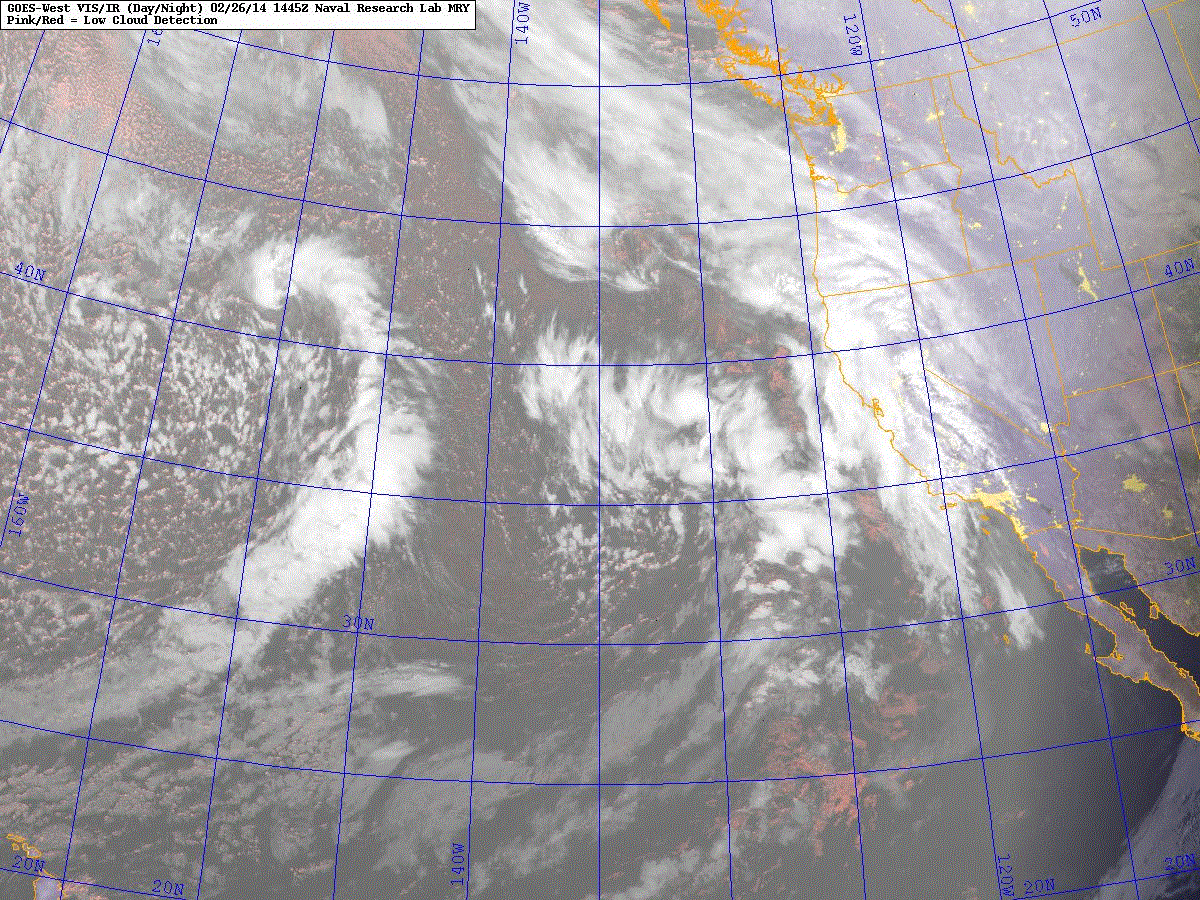 GOES-West VIS/IR (Day/Night) 02/26/14 1445Z Naval Research Lab MRY
Pink/Red = Low Cloud Detection
140W
120W
50N
40N
40N
160W
30N
30N
20N
20N
140W
120W
20N
20N